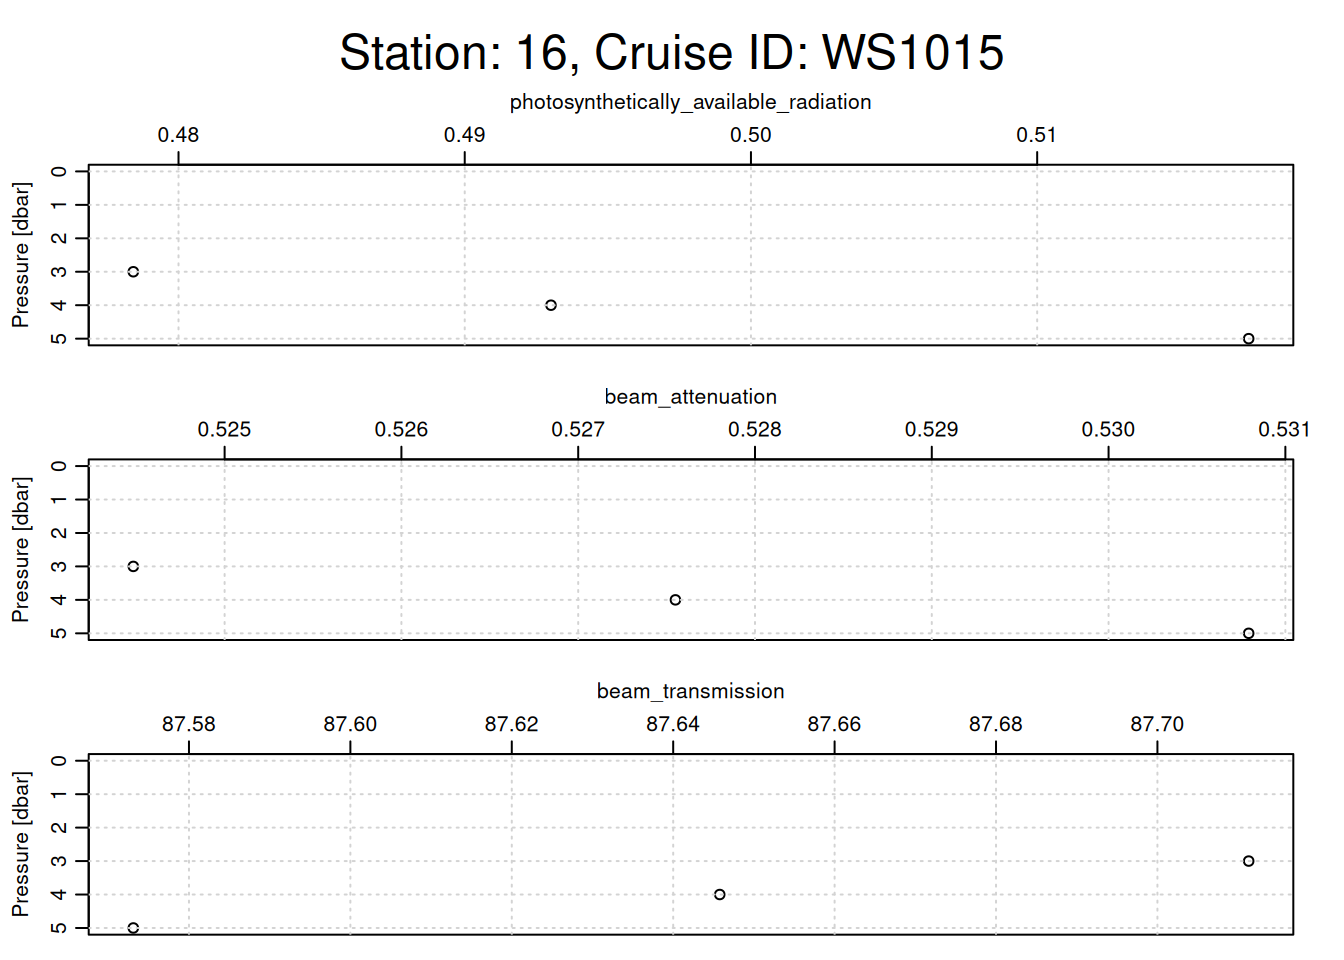 Station: 16, Cruise ID: WS1015
photosynthetically_available_radiation
0.48 0.49 0.50 0.51
Pressure [dbar]
0
1
2
3
4
5
beam_attenuation
0.525 0.526 0.527 0.528 0.529 0.530 0.531
Pressure [dbar]
0
1
2
3
4
5
beam_transmission
87.58 87.60 87.62 87.64 87.66 87.68 87.70
Pressure [dbar]
0
1
2
3
4
5